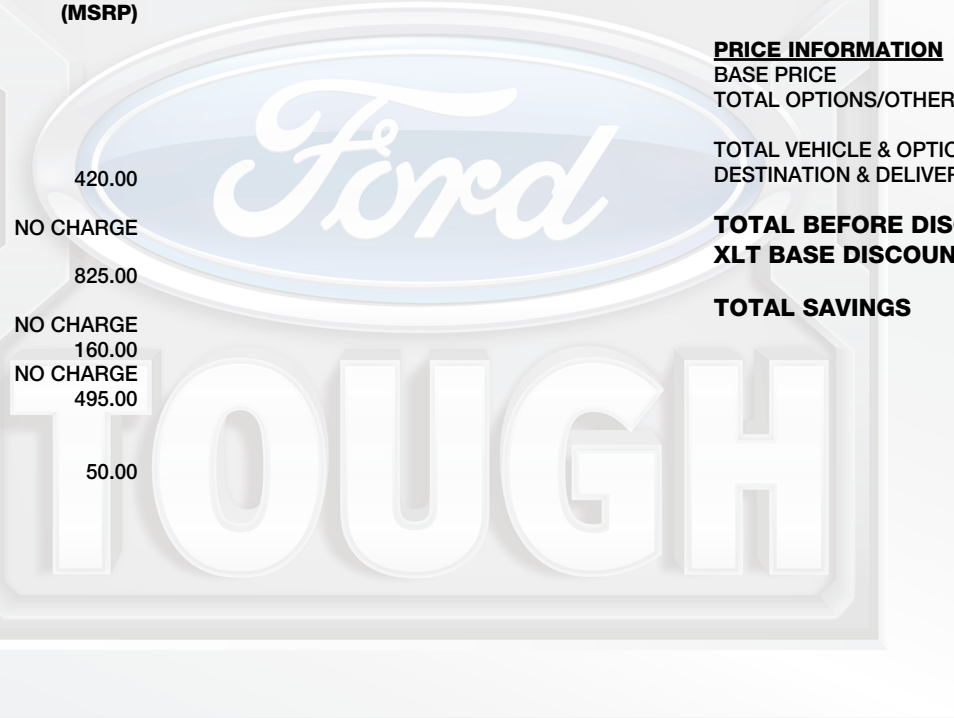 (MSRP)
420.00
NO CHARGE
825.00
NO CHARGE
160.00
NO CHARGE
495.00
50.00
PRICE INFORMATION
BASE PRICE
TOTAL OPTIONS/OTHER
TOTAL VEHICLE & OPTIO
DESTINATION & DELIVER
TOTAL BEFORE DIS
XLT BASE DISCOUN
TOTAL SAVINGS
Ford
TOUGH